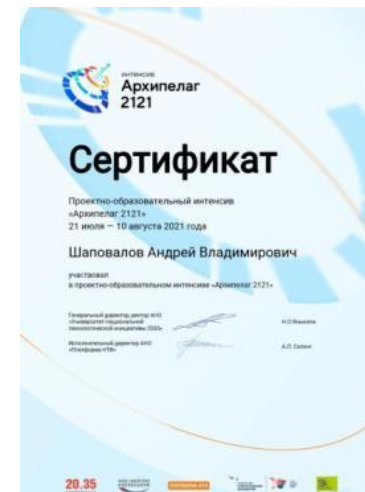 ИНТЕНСИВ
Архипелаг
2121
Сертификат
Проектно-образовательный интенсив
«Архипелаг 2121»
21 июля — 10 августа 2021 года
Шаповалов Андрей Владимирович
участвовал
в проектно-образовательном интенсиве «Архипелаг 2121»
Генеральный директор, ректор АНО
«Университет Национальной
технологической инициативы 2035»
Исполнительный директор АНО
«Платформа НТИ»
20.35